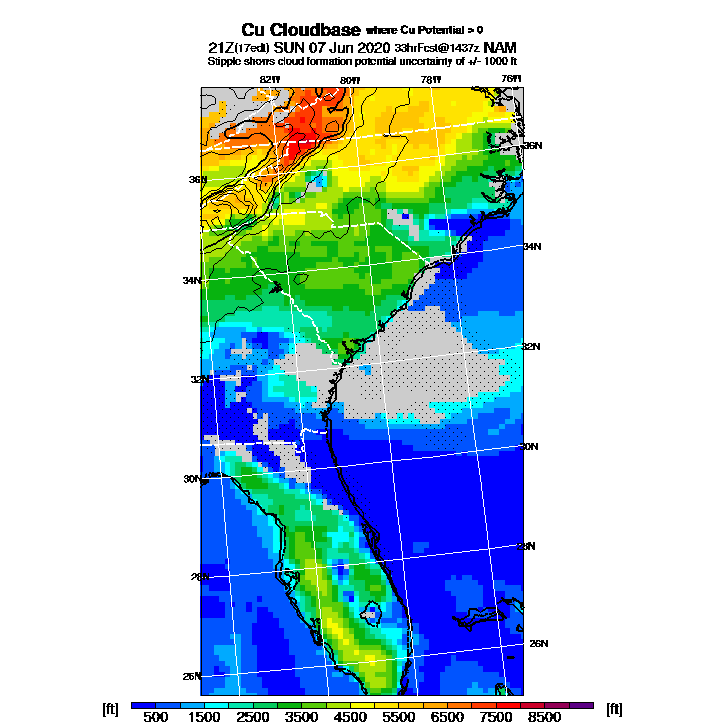 Cu Cloudbase where Cu Potential > 0
21Z(17edt) SUN 07 Jun 2020 33hrFcst@1437z NAM
Stipple shows cloud formation potential uncertainty of +/- 1000 ft
82W 80W 78W 76W
36N
36N
34N
34N
32N
32N
30N
30N
28N
28N
26N
26N
[ft] 500 1500 2500 3500 4500 5500 6500 7500 8500 [ft]